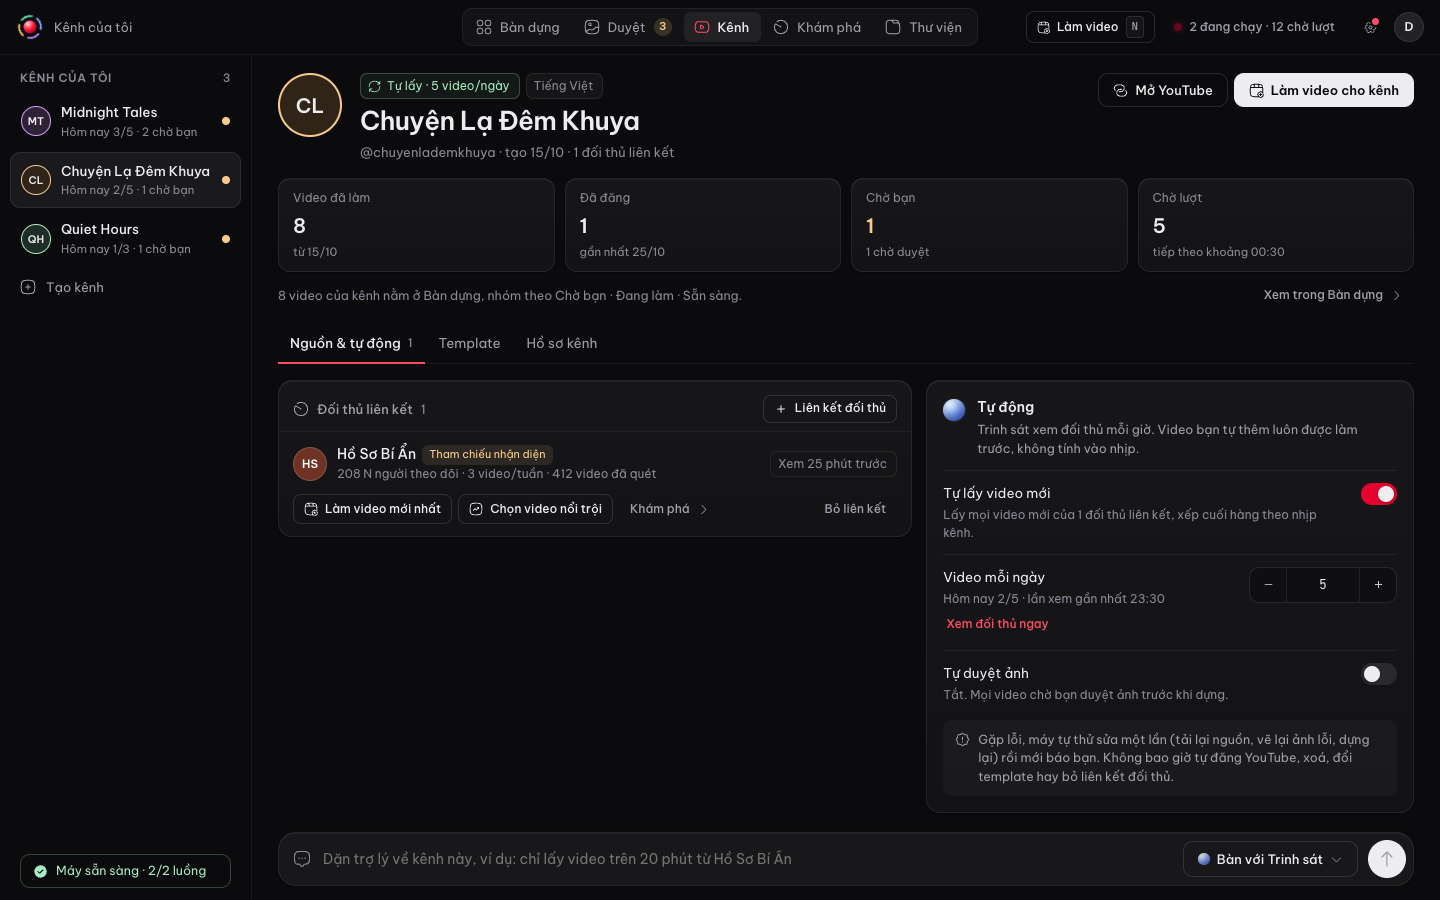 Kênh của tôi
Bàn dựng
Duyệt 3
Kênh
Khám phá
Thư viện
Làm video N
2 đang chạy · 12 chờ lượt
D
KÊNH CỦA TÔI 3
MT
Midnight Tales
Hôm nay 3/5 · 2 chờ bạn
CL
Chuyện Lạ Đêm Khuya
Hôm nay 2/5 · 1 chờ bạn
QH
Quiet Hours
Hôm nay 1/3 · 1 chờ bạn
Tạo kênh
Máy sẵn sàng · 2/2 luồng
CL
Tự lấy · 5 video/ngày
Tiếng Việt
Chuyện Lạ Đêm Khuya
@chuyenlademkhuya · tạo 15/10 · 1 đối thủ liên kết
Mở YouTube
Làm video cho kênh
Video đã làm
8
từ 15/10
Đã đăng
1
gần nhất 25/10
Chờ bạn
1
1 chờ duyệt
Chờ lượt
5
tiếp theo khoảng 00:30
8 video của kênh nằm ở Bàn dựng, nhóm theo Chờ bạn · Đang làm · Sẵn sàng.
Xem trong Bàn dựng
Nguồn & tự động 1
Template
Hồ sơ kênh
Đối thủ liên kết 1
Liên kết đối thủ
HS
Hồ Sơ Bí Ẩn
Tham chiếu nhận diện
208 N người theo dõi · 3 video/tuần · 412 video đã quét
Xem 25 phút trước
Làm video mới nhất
Chọn video nổi trội
Khám phá
Bỏ liên kết
Tự động
Trinh sát xem đối thủ mỗi giờ. Video bạn tự thêm luôn được làm
trước, không tính vào nhịp.
Tự lấy video mới
Lấy mọi video mới của 1 đối thủ liên kết, xếp cuối hàng theo nhịp
kênh.
Video mỗi ngày
Hôm nay 2/5 · lần xem gần nhất 23:30
− 5 +
Xem đối thủ ngay
Tự duyệt ảnh
Tắt. Mọi video chờ bạn duyệt ảnh trước khi dựng.
Gặp lỗi, máy tự thử sửa một lần (tải lại nguồn, vẽ lại ảnh lỗi, dựng
lại) rồi mới báo bạn. Không bao giờ tự đăng YouTube, xoá, đổi
template hay bỏ liên kết đối thủ.
Dặn trợ lý về kênh này, ví dụ: chỉ lấy video trên 20 phút từ Hồ Sơ Bí Ẩn
Bàn với Trinh sát